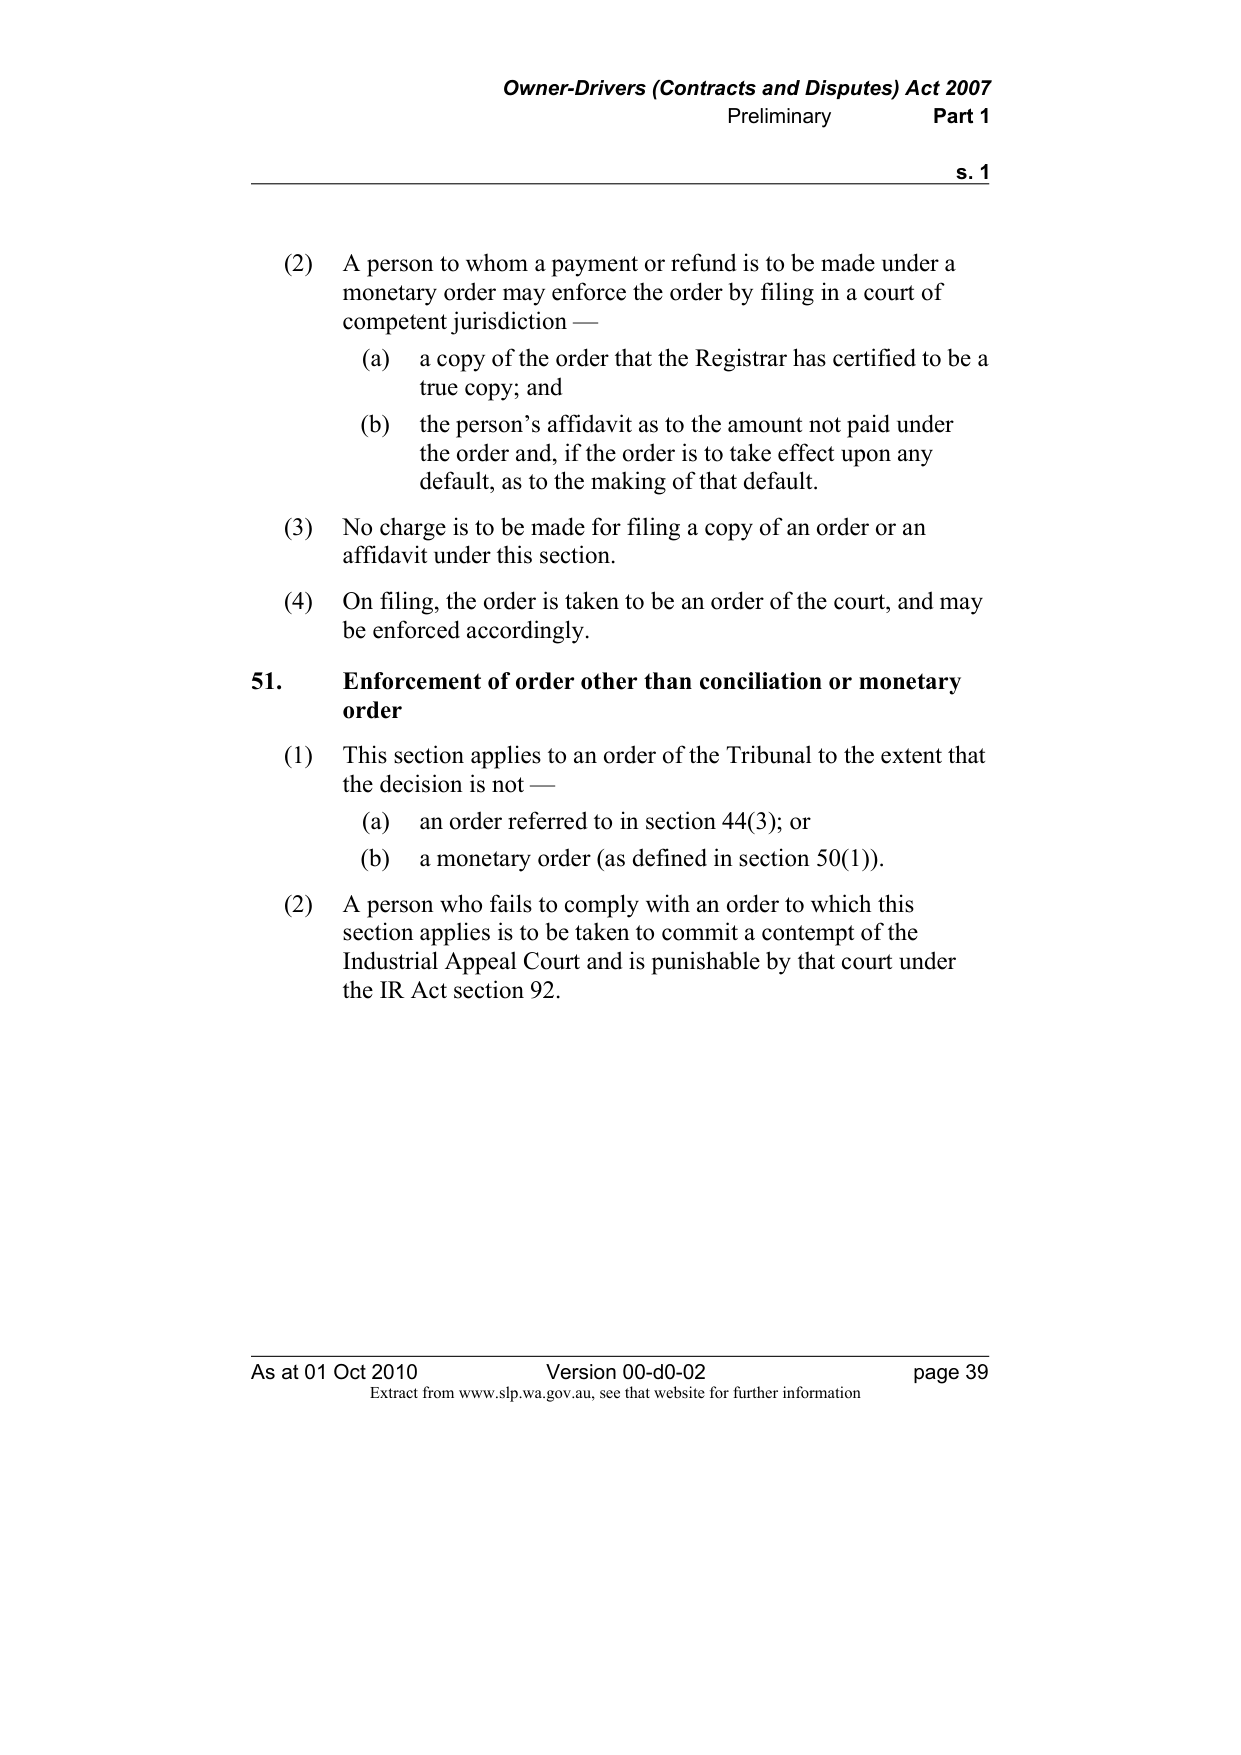 Owner-Drivers (Contracts and Disputes) Act 2007
Preliminary Part 1
s. 1
(2) A person to whom a payment or refund is to be made under a
monetary order may enforce the order by filing in a court of
competent jurisdiction —
(a) a copy of the order that the Registrar has certified to be a
true copy; and
(b) the person’s affidavit as to the amount not paid under
the order and, if the order is to take effect upon any
default, as to the making of that default.
(3) No charge is to be made for filing a copy of an order or an
affidavit under this section.
(4) On filing, the order is taken to be an order of the court, and may
be enforced accordingly.
51. Enforcement of order other than conciliation or monetary
order
(1) This section applies to an order of the Tribunal to the extent that
the decision is not —
(a) an order referred to in section 44(3); or
(b) a monetary order (as defined in section 50(1)).
(2) A person who fails to comply with an order to which this
section applies is to be taken to commit a contempt of the
Industrial Appeal Court and is punishable by that court under
the IR Act section 92.
As at 01 Oct 2010 Version 00-d0-02 page 39
Extract from www.slp.wa.gov.au, see that website for further information